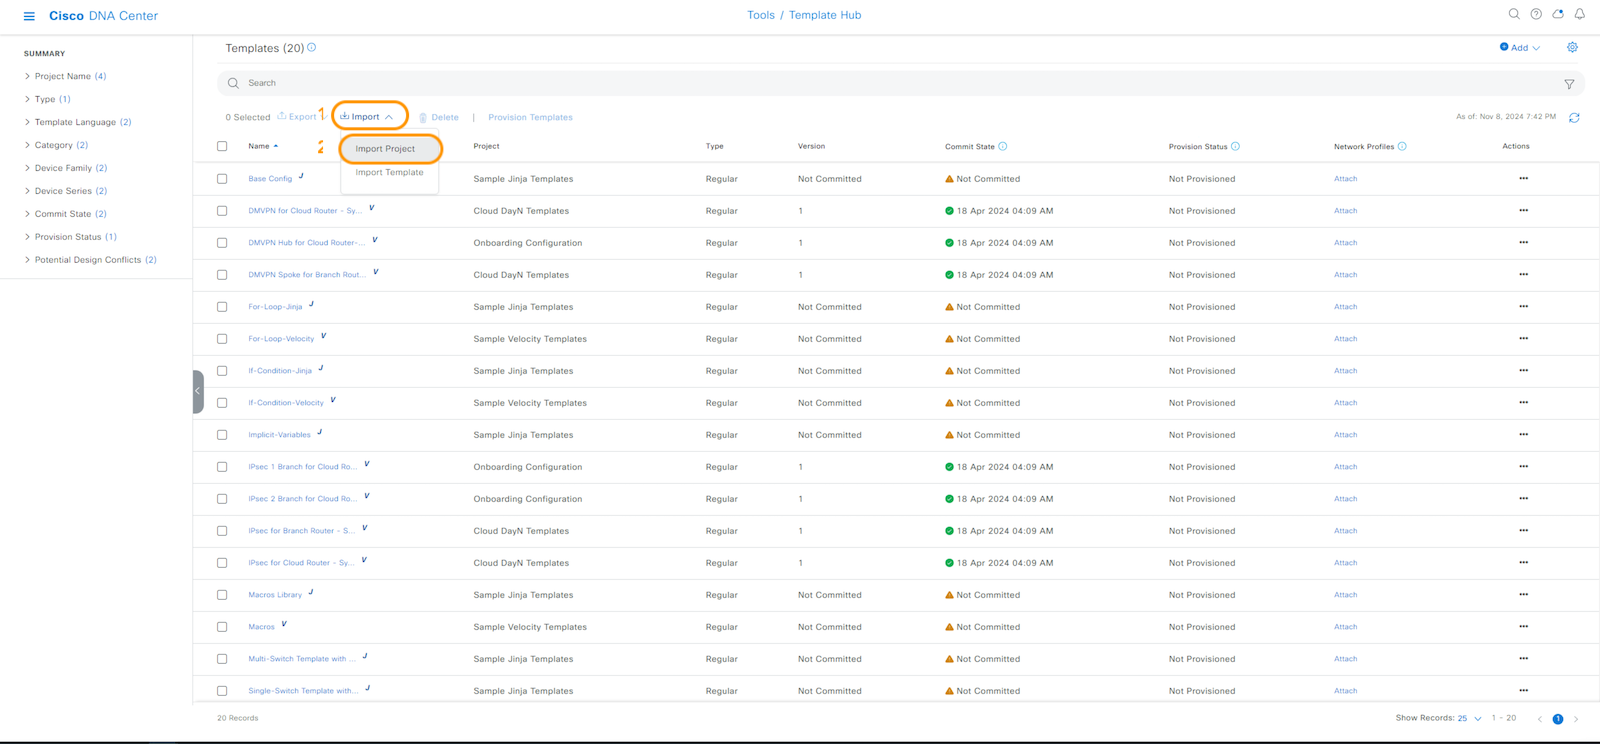 Cisco DNA Center
Tools / Template Hub
SUMMARY
Project Name (4)
Type (1)
Template Language (2)
Category (2)
Device Family (2)
Device Series (2)
Commit State (2)
Provision Status (1)
Potential Design Conflicts (2)
Templates (20)
Add
Search
0 Selected Export 1 Import Delete | Provision Templates As of: Nov 8, 2024 7:42 PM
2 Import Project
Import Template
Name Project Type Version Commit State Provision Status Network Profiles Actions
Base Config J Sample Jinja Templates Regular Not Committed Not Committed Not Provisioned Attach
DMVPN for Cloud Router - Sy... V Cloud DayN Templates Regular 1 18 Apr 2024 04:09 AM Not Provisioned Attach
DMVPN Hub for Cloud Router-... V Onboarding Configuration Regular 1 18 Apr 2024 04:09 AM Not Provisioned Attach
DMVPN Spoke for Branch Rout... V Cloud DayN Templates Regular 1 18 Apr 2024 04:09 AM Not Provisioned Attach
For-Loop-Jinja J Sample Jinja Templates Regular Not Committed Not Committed Not Provisioned Attach
For-Loop-Velocity V Sample Velocity Templates Regular Not Committed Not Committed Not Provisioned Attach
If-Condition-Jinja J Sample Jinja Templates Regular Not Committed Not Committed Not Provisioned Attach
If-Condition-Velocity V Sample Velocity Templates Regular Not Committed Not Committed Not Provisioned Attach
Implicit-Variables J Sample Jinja Templates Regular Not Committed Not Committed Not Provisioned Attach
IPsec 1 Branch for Cloud Ro... V Onboarding Configuration Regular 1 18 Apr 2024 04:09 AM Not Provisioned Attach
IPsec 2 Branch for Cloud Ro... V Onboarding Configuration Regular 1 18 Apr 2024 04:09 AM Not Provisioned Attach
IPsec for Branch Router - S... V Cloud DayN Templates Regular 1 18 Apr 2024 04:09 AM Not Provisioned Attach
IPsec for Cloud Router - Sy... V Cloud DayN Templates Regular 1 18 Apr 2024 04:09 AM Not Provisioned Attach
Macros Library J Sample Jinja Templates Regular Not Committed Not Committed Not Provisioned Attach
Macros V Sample Velocity Templates Regular Not Committed Not Committed Not Provisioned Attach
Multi-Switch Template with ... J Sample Jinja Templates Regular Not Committed Not Committed Not Provisioned Attach
Single-Switch Template with... J Sample Jinja Templates Regular Not Committed Not Committed Not Provisioned Attach
20 Records Show Records: 25 1 - 20 1